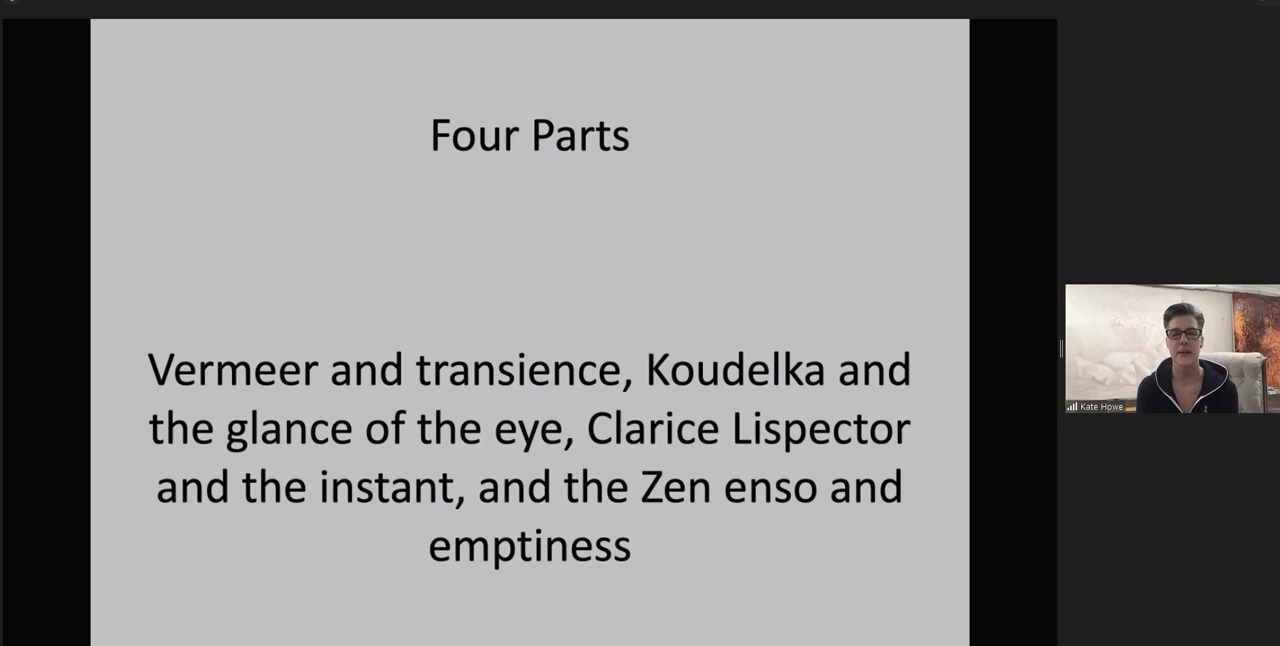 Four Parts
Vermeer and transience, Koudelka and
the glance of the eye, Clarice Lispector
and the instant, and the Zen enso and
emptiness
Kate Howe